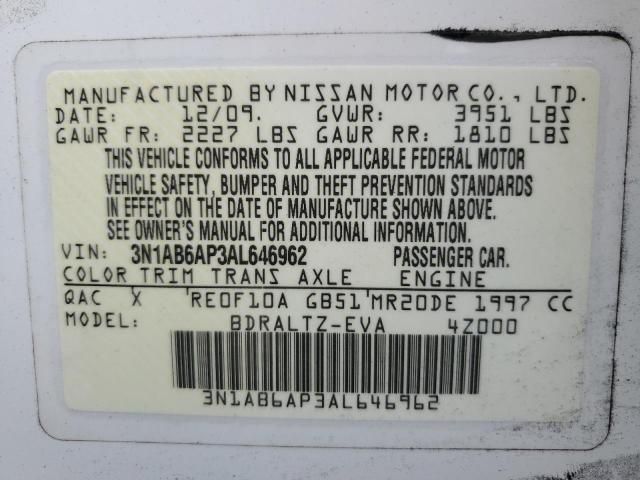 MANUFACTURED BY NISSAN MOTOR CO., LTD.
DATE: 12/09. GVWR: 3951 LBS
GAWR FR: 2227 LBS GAWR RR: 1810 LBS
THIS VEHICLE CONFORMS TO ALL APPLICABLE FEDERAL MOTOR
VEHICLE SAFETY, BUMPER AND THEFT PREVENTION STANDARDS
IN EFFECT ON THE DATE OF MANUFACTURE SHOWN ABOVE.
SEE OWNER'S MANUAL FOR ADDITIONAL INFORMATION.
VIN: 3N1AB6AP3AL646962 PASSENGER CAR.
COLOR TRIM TRANS AXLE ENGINE
QAC X RE0F10A GB51 MR20DE 1997 CC
MODEL: BDRALTZ-EVA 4Z000
3N1AB6AP3AL646962